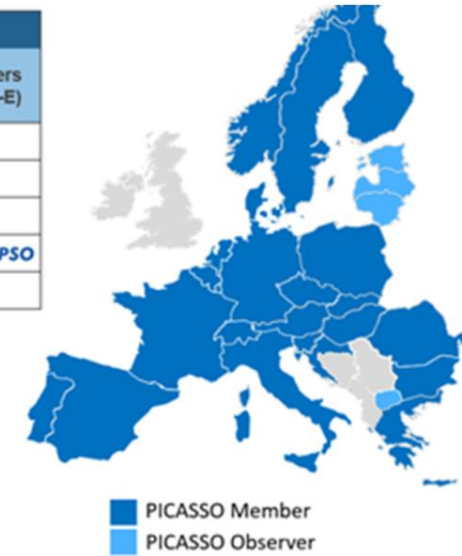 ers
-E)
PSO
PICASSO Member
PICASSO Observer